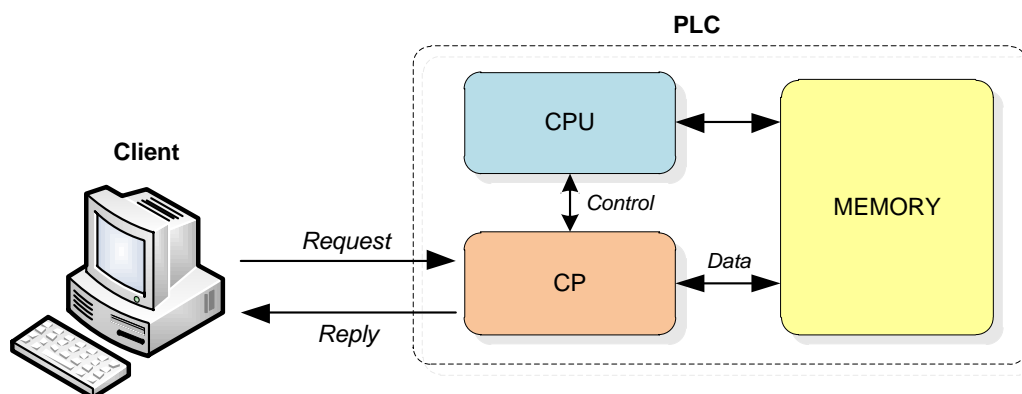 PLC
CPU
Client
Control
MEMORY
Request
Data
CP
Reply